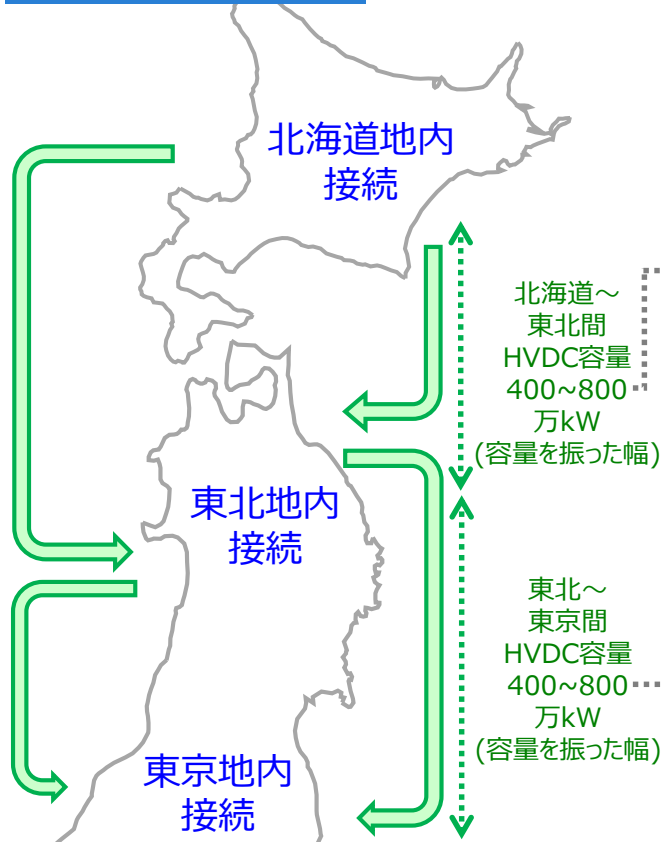 北海道地内
接続
北海道～
東北間
HVDC容量
400~800
万kW
(容量を振った幅)
東北地内
接続
東北～
東京間
HVDC容量
400~800
万kW
(容量を振った幅)
東京地内
接続